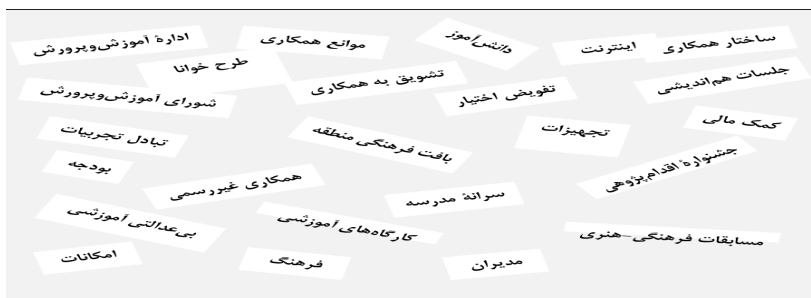 ساختار همکاری
اینترنت
دانش‌آموز
موانع همکاری
ادارهٔ آموزش‌وپرورش
طرح خوانا
جلسات هم‌اندیشی
تفویض اختیار
تشویق به همکاری
شورای آموزش‌وپرورش
کمک مالی
تجهیزات
بافت فرهنگی منطقه
تبادل تجربیات
جشنوارهٔ اقدام‌پژوهی
بودجه
همکاری غیررسمی
سرانهٔ مدرسه
مسابقات فرهنگی-هنری
کارگاه‌های آموزشی
بی‌عدالتی آموزشی
مدیران
فرهنگ
امکانات